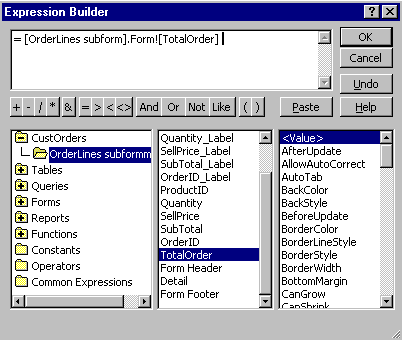 Expression Builder
= [OrderLines subform].Form![TotalOrder]
OK
Cancel
Undo
+ - / * & = > < <> And Or Not Like ( ) Paste Help
CustOrders
OrderLines subformm
Tables
Queries
Forms
Reports
Functions
Constants
Operators
Common Expressions
Quantity_Label
SellPrice_Label
SubTotal_Label
OrderID_Label
ProductID
Quantity
SellPrice
SubTotal
OrderID
TotalOrder
Form Header
Detail
Form Footer
<Value>
AfterUpdate
AllowAutoCorrect
AutoTab
BackColor
BackStyle
BeforeUpdate
BorderColor
BorderLineStyle
BorderStyle
BorderWidth
BottomMargin
CanGrow
CanShrink